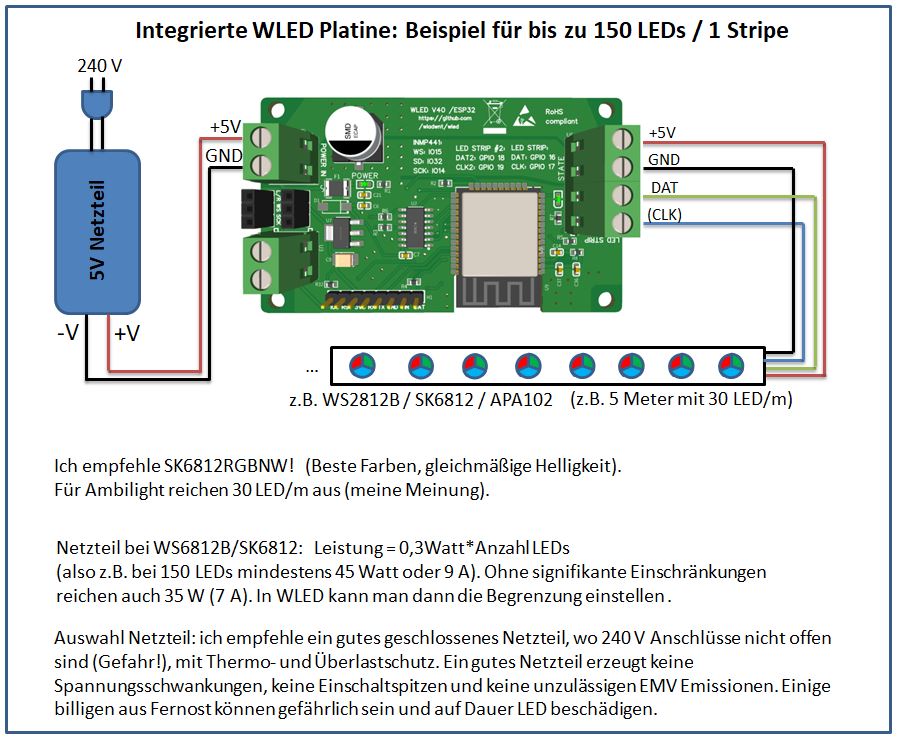 Integrierte WLED Platine: Beispiel für bis zu 150 LEDs / 1 Stripe
240 V
+5V
GND
5V Netzteil
-V
+V
WLED V40 /ESP32
https://github.com
/wladent/wled
RoHS
compliant
SMD
ECAP
INMP441:
WS: IO15
SD: IO32
SCK: IO14
LED STRIP #2:
DAT2: GPIO 18
CLK2: GPIO 19
LED STRIP:
DAT: GPIO 16
CLK: GPIO 17
POWER IN
POWER
STATE
LED STRIP
L/R WS SCK
+5V
GND
DAT
(CLK)
...
z.B. WS2812B / SK6812 / APA102 (z.B. 5 Meter mit 30 LED/m)
Ich empfehle SK6812RGBNW! (Beste Farben, gleichmäßige Helligkeit).
Für Ambilight reichen 30 LED/m aus (meine Meinung).
Netzteil bei WS6812B/SK6812: Leistung = 0,3Watt*Anzahl LEDs
(also z.B. bei 150 LEDs mindestens 45 Watt oder 9 A). Ohne signifikante Einschränkungen
reichen auch 35 W (7 A). In WLED kann man dann die Begrenzung einstellen .
Auswahl Netzteil: ich empfehle ein gutes geschlossenes Netzteil, wo 240 V Anschlüsse nicht offen
sind (Gefahr!), mit Thermo- und Überlastschutz. Ein gutes Netzteil erzeugt keine
Spannungsschwankungen, keine Einschaltspitzen und keine unzulässigen EMV Emissionen. Einige
billigen aus Fernost können gefährlich sein und auf Dauer LED beschädigen.